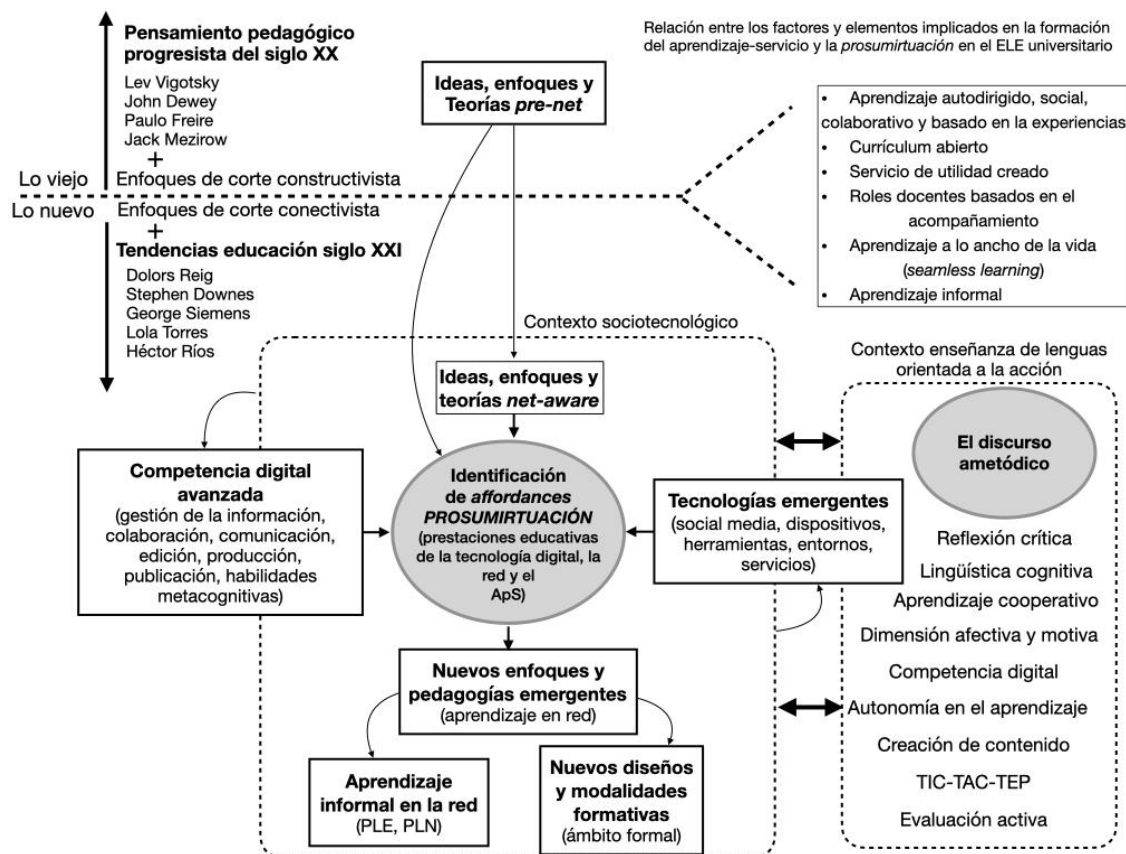 Pensamiento pedagógico
progresista del siglo XX
Lev Vigotsky
John Dewey
Paulo Freire
Jack Mezirow
+
Lo viejo
Enfoques de corte constructivista
Lo nuevo
Enfoques de corte conectivista
+
Tendencias educación siglo XXI
Dolors Reig
Stephen Downes
George Siemens
Lola Torres
Héctor Ríos
Relación entre los factores y elementos implicados en la formación
del aprendizaje-servicio y la prosumirtuación en el ELE universitario
Ideas, enfoques y
Teorías pre-net
• Aprendizaje autodirigido, social,
colaborativo y basado en la experiencias
• Currículum abierto
• Servicio de utilidad creado
• Roles docentes basados en el
acompañamiento
• Aprendizaje a lo ancho de la vida
(seamless learning)
• Aprendizaje informal
Contexto sociotecnológico
Ideas, enfoques y
teorías net-aware
Competencia digital
avanzada
(gestión de la información,
colaboración, comunicación,
edición, producción,
publicación, habilidades
metacognitivas)
Identificación
de affordances
PROSUMIRTUACIÓN
(prestaciones educativas
de la tecnología digital, la
red y el
ApS)
Tecnologías emergentes
(social media, dispositivos,
herramientas, entornos,
servicios)
Nuevos enfoques y
pedagogías emergentes
(aprendizaje en red)
Aprendizaje
informal en la red
(PLE, PLN)
Nuevos diseños
y modalidades
formativas
(ámbito formal)
Contexto enseñanza de lenguas
orientada a la acción
El discurso
ametódico
Reflexión crítica
Lingüística cognitiva
Aprendizaje cooperativo
Dimensión afectiva y motiva
Competencia digital
Autonomía en el aprendizaje
Creación de contenido
TIC-TAC-TEP
Evaluación activa